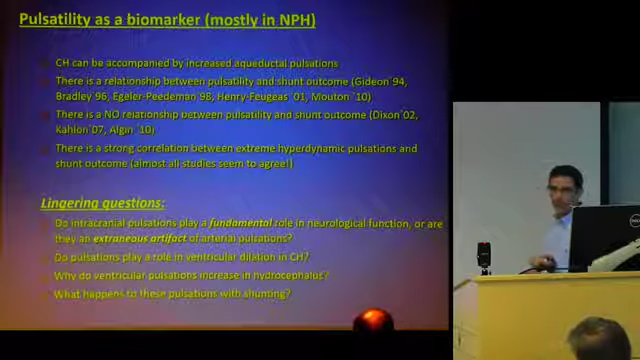 Pulsatility as a biomarker (mostly in NPH)
CH can be accompanied by increased aqueductal pulsations
There is a relationship between pulsatility and shunt outcome (Gideon´94,
Bradley´96, Egeler-Peedeman´98, Henry-Feugeas´01, Mouton´10)
There is a NO relationship between pulsatility and shunt outcome (Dixon´02,
Kahlon´07, Algin´10)
There is a strong correlation between extreme hyperdynamic pulsations and
shunt outcome (almost all studies seem to agree!)
Lingering questions:
Do intracranial pulsations play a fundamental role in neurological function, or are
they an extraneous artifact of arterial pulsations?
Do pulsations play a role in ventricular dilation in CH?
Why do ventricular pulsations increase in hydrocephalus?
What happens to these pulsations with shunting?
DELL